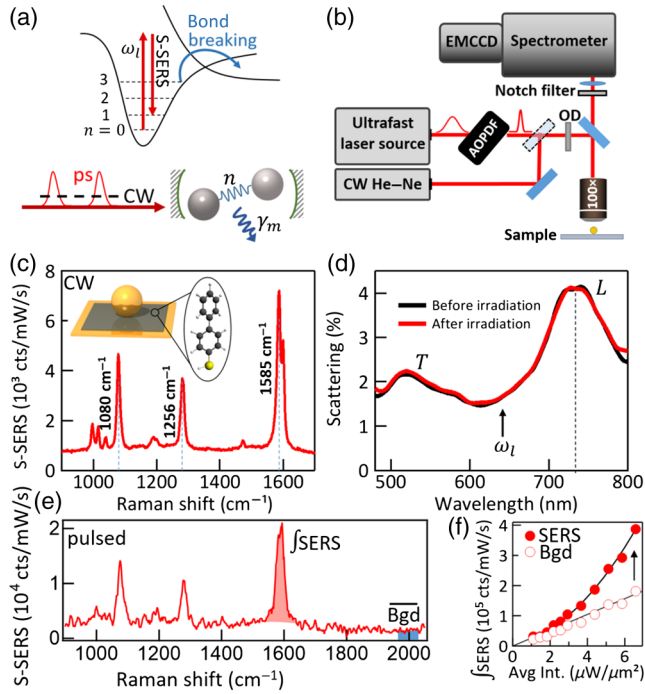 (a)
Bond
breaking
ωl
S-SERS
3
2
1
n = 0
ps
CW
n
γm
(b)
EMCCD
Spectrometer
Notch filter
Ultrafast
laser source
AOPDF
OD
CW He–Ne
100×
Sample
(c)
CW
S-SERS (10³ cts/mW/s)
8
6
4
2
0
1080 cm⁻¹
1256 cm⁻¹
1585 cm⁻¹
1000
1200
1400
1600
Raman shift (cm⁻¹)
(d)
Before irradiation
After irradiation
L
T
ωl
Scattering (%)
4
3
2
1
0
500
600
700
800
Wavelength (nm)
(e)
pulsed
∫SERS
Bgd
S-SERS (10⁴ cts/mW/s)
2
1
0
1000
1200
1400
1600
1800
2000
Raman shift (cm⁻¹)
(f)
SERS
Bgd
∫SERS (10⁵ cts/mW/s)
4
3
2
1
0
0
2
4
6
Avg Int. (μW/μm²)